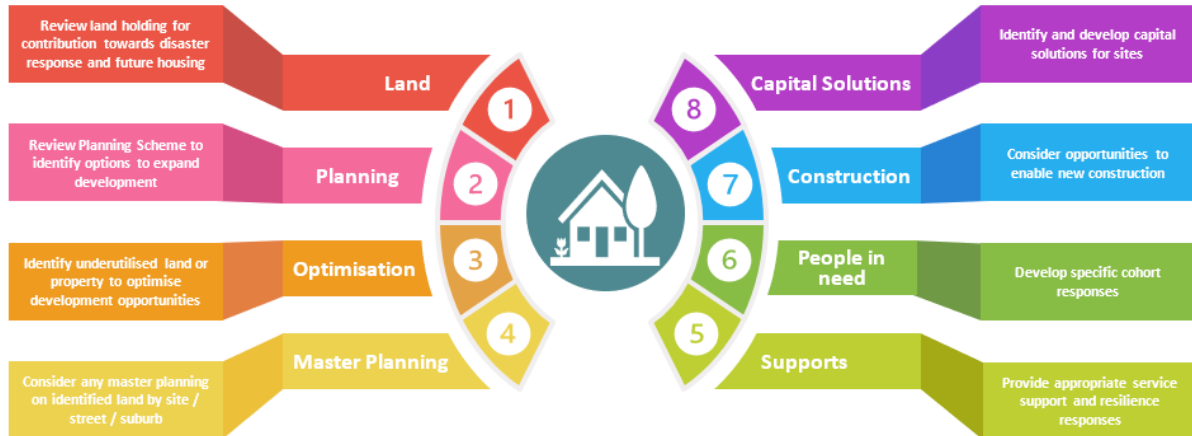 Review land holding for
contribution towards disaster
response and future housing
Land
1
Review Planning Scheme to
identify options to expand
development
Planning
2
Identify underutilised land or
property to optimise
development opportunities
Optimisation
3
Consider any master planning
on identified land by site /
street / suburb
Master Planning
4
8
Capital Solutions
Identify and develop capital
solutions for sites
7
Construction
Consider opportunities to
enable new construction
6
People in
need
Develop specific cohort
responses
5
Supports
Provide appropriate service
support and resilience
responses